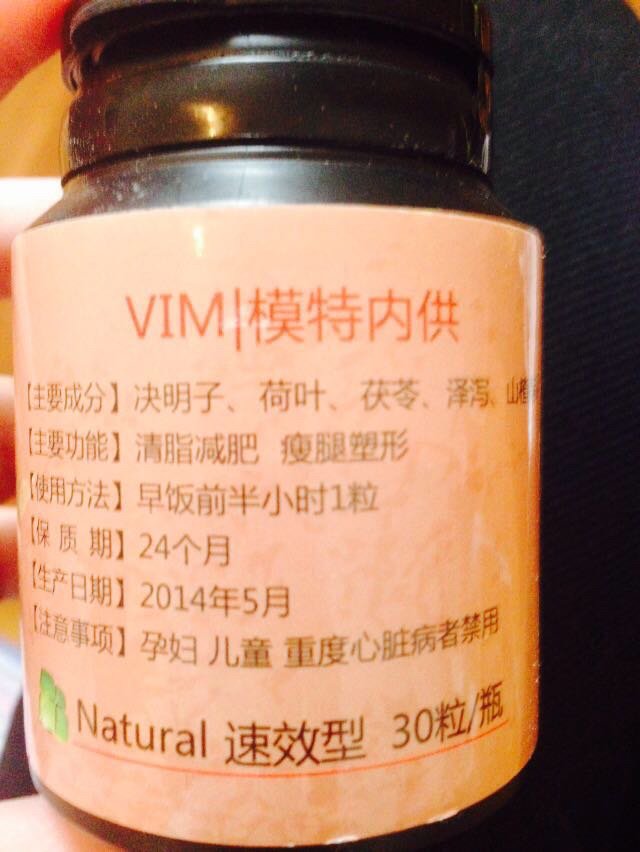 VIM|模特内供
【主要成分】决明子、荷叶、茯苓、泽泻、山楂
【主要功能】清脂减肥 瘦腿塑形
【使用方法】早饭前半小时1粒
【保 质 期】24个月
【生产日期】2014年5月
【注意事项】孕妇 儿童 重度心脏病者禁用
Natural 速效型 30粒/瓶